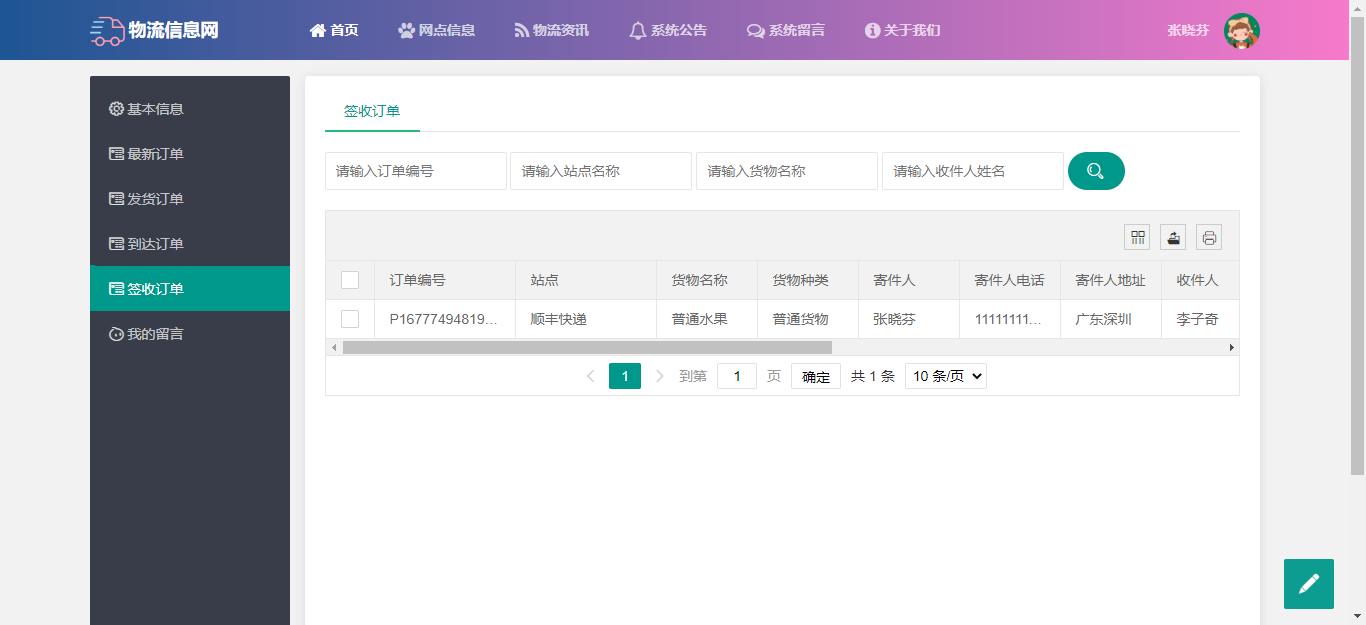 物流信息网 首页 网点信息 物流资讯 系统公告 系统留言 关于我们 张晓芬
基本信息
最新订单
发货订单
到达订单
签收订单
我的留言
签收订单
请输入订单编号 请输入站点名称 请输入货物名称 请输入收件人姓名
订单编号 站点 货物名称 货物种类 寄件人 寄件人电话 寄件人地址 收件人
P16777494819... 顺丰快递 普通水果 普通货物 张晓芬 11111111... 广东深圳 李子奇
1 到第 1 页 确定 共 1 条 10 条/页